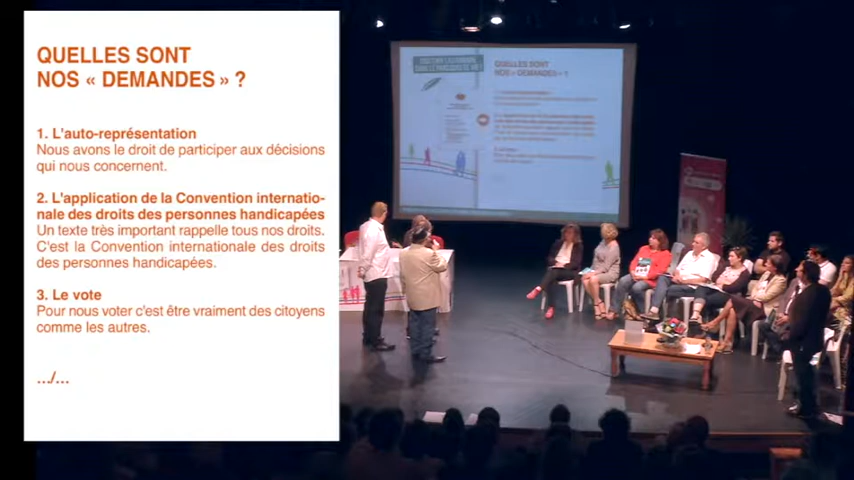 QUELLES SONT
NOS « DEMANDES » ?
1. L'auto-représentation
Nous avons le droit de participer aux décisions
qui nous concernent.
2. L'application de la Convention internatio-
nale des droits des personnes handicapées
Un texte très important rappelle tous nos droits.
C'est la Convention internationale des droits
des personnes handicapées.
3. Le vote
Pour nous voter c'est être vraiment des citoyens
comme les autres.
.../...
QUELLES SONT
NOS « DEMANDES » ?